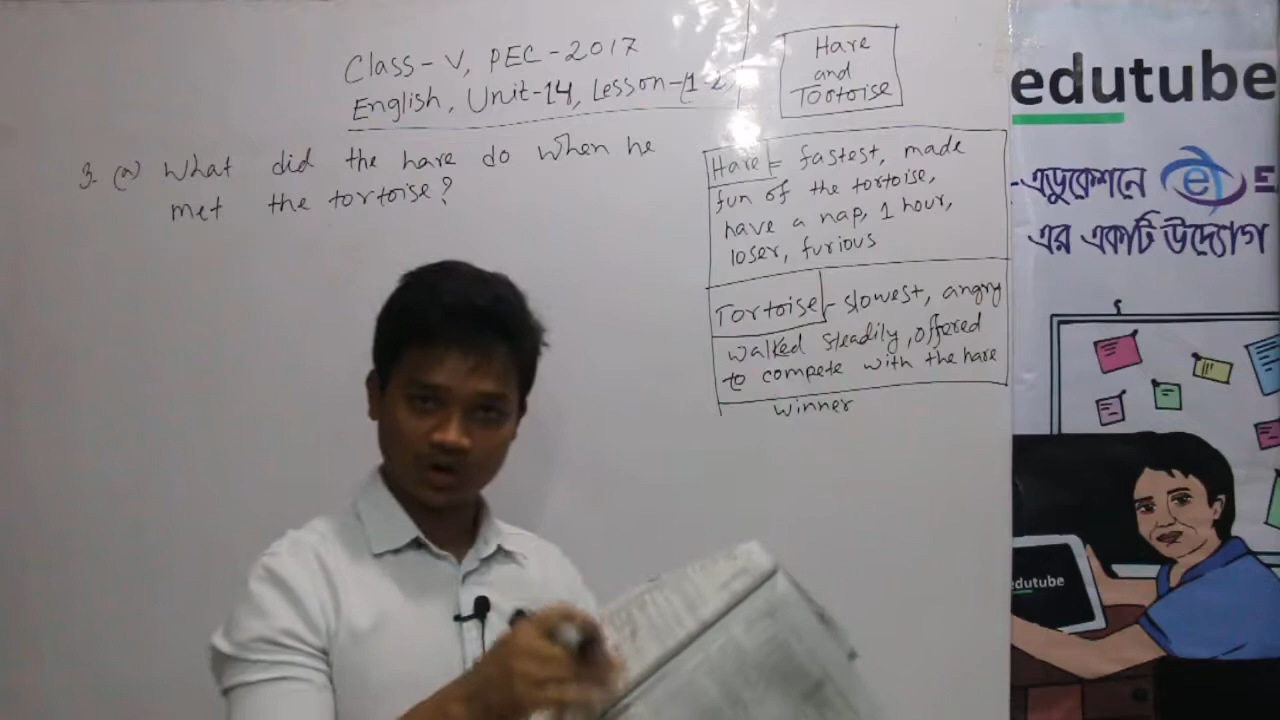 Class-V, PEC-2017
English, Unit-14, Lesson-(1-2)
Hare
and
Tortoise
3. (a) What did the hare do when he
met the tortoise?
Hare = fastest, made
fun of the tortoise,
have a nap, 1 hour,
loser, furious
Tortoise - slowest, angry
walked steadily, offered
to compete with the hare
winner
edutube
-এডুকেশনে e E
এর একটি উদ্যোগ
edutube